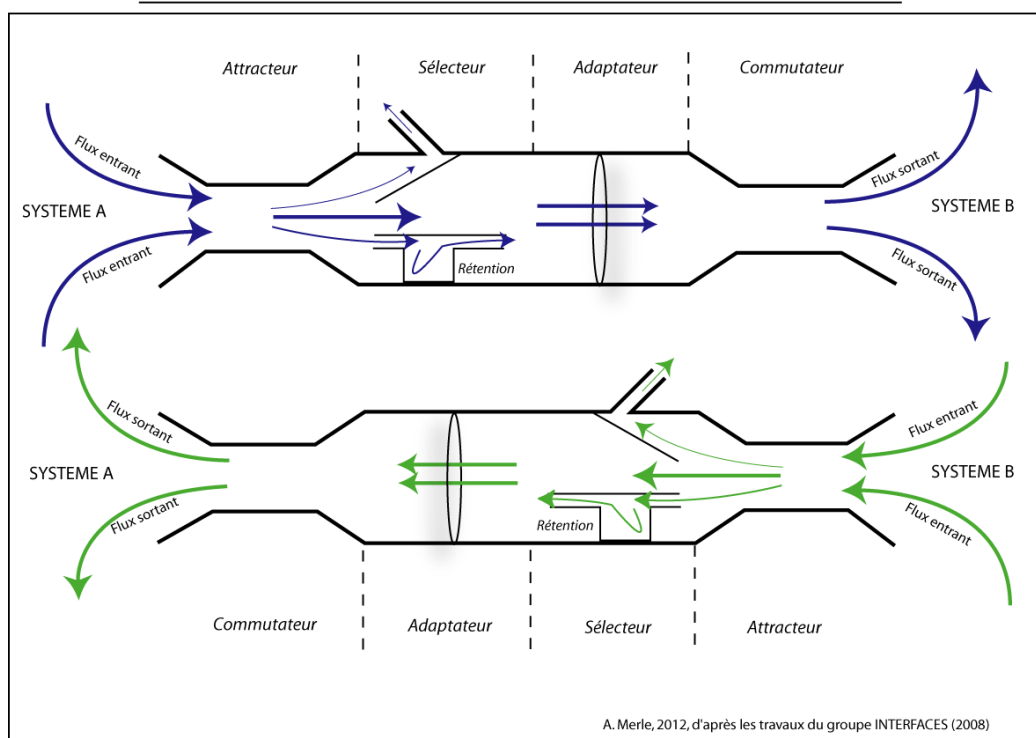 Attracteur
Sélecteur
Adaptateur
Commutateur
Flux entrant
Flux sortant
SYSTEME A
SYSTEME B
Flux entrant
Rétention
Flux sortant
Flux sortant
Flux entrant
SYSTEME A
SYSTEME B
Flux sortant
Rétention
Flux entrant
Commutateur
Adaptateur
Sélecteur
Attracteur
A. Merle, 2012, d'après les travaux du groupe INTERFACES (2008)